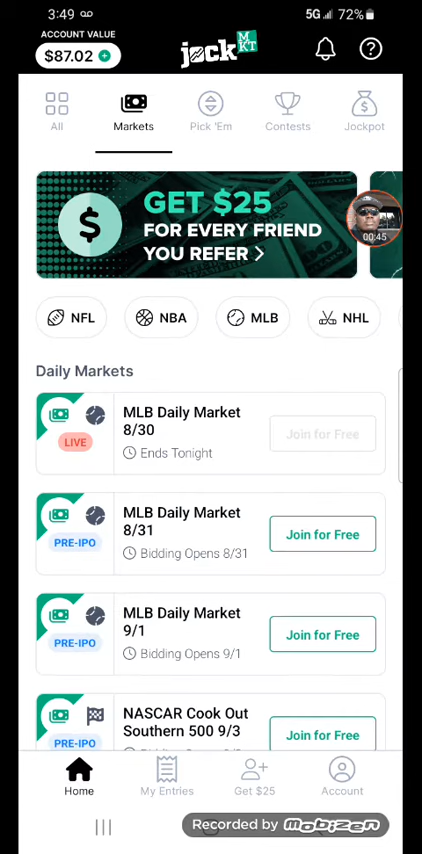 3:49
5G 72%
ACCOUNT VALUE
$87.02
jock MKT
All
Markets
Pick 'Em
Contests
Jockpot
GET $25
FOR EVERY FRIEND
YOU REFER
00:45
NFL
NBA
MLB
NHL
Daily Markets
MLB Daily Market
8/30
LIVE
Ends Tonight
Join for Free
MLB Daily Market
8/31
PRE-IPO
Bidding Opens 8/31
Join for Free
MLB Daily Market
9/1
PRE-IPO
Bidding Opens 9/1
Join for Free
NASCAR Cook Out
Southern 500 9/3
PRE-IPO
Join for Free
Home
My Entries
Get $25
Account
Recorded by mobizen